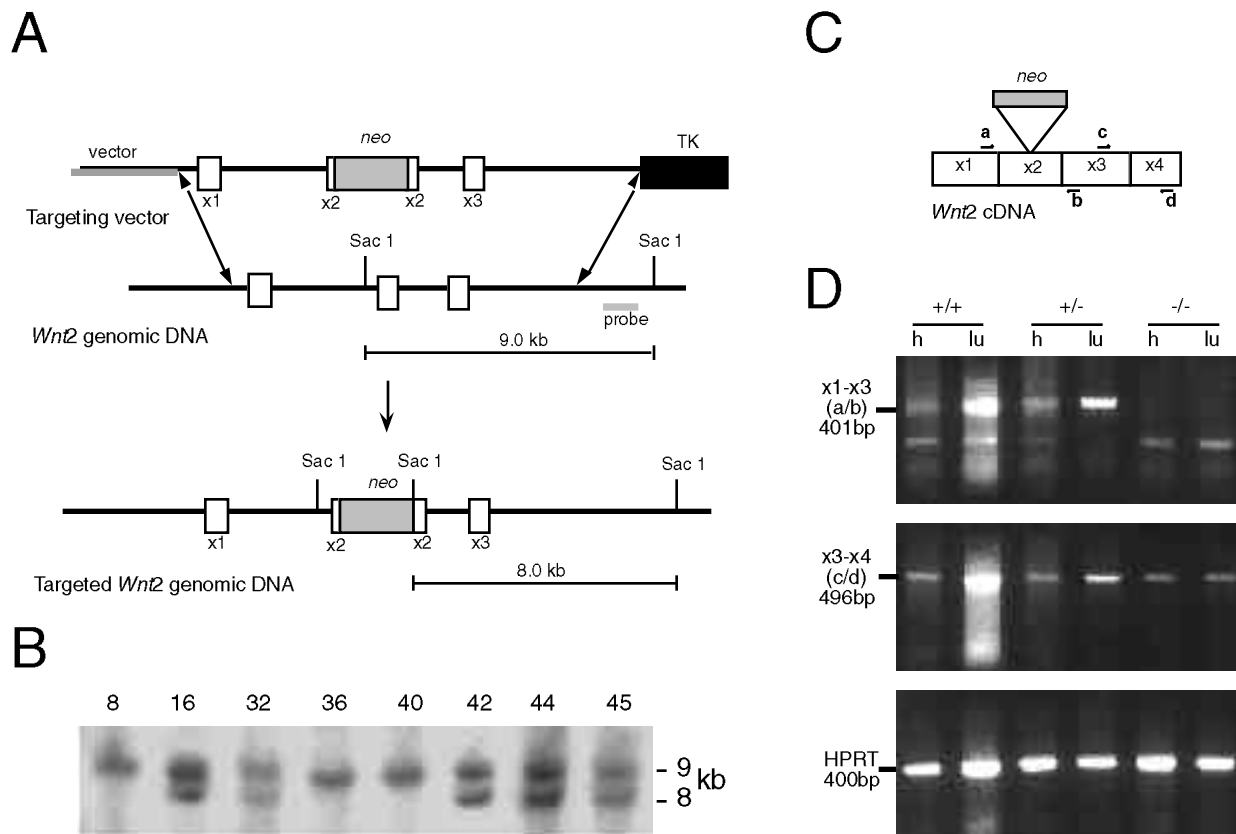 A
vector
neo
TK
x1
x2
x2
x3
Targeting vector
Sac 1
Sac 1
probe
Wnt2 genomic DNA
9.0 kb
Sac 1
Sac 1
Sac 1
neo
x1
x2
x2
x3
Targeted Wnt2 genomic DNA
8.0 kb
B
8 16 32 36 40 42 44 45
- 9
kb
- 8
C
neo
a
c
x1 x2 x3 x4
b
d
Wnt2 cDNA
D
+/+ +/- -/-
h lu h lu h lu
x1-x3
(a/b)
401bp
x3-x4
(c/d)
496bp
HPRT
400bp